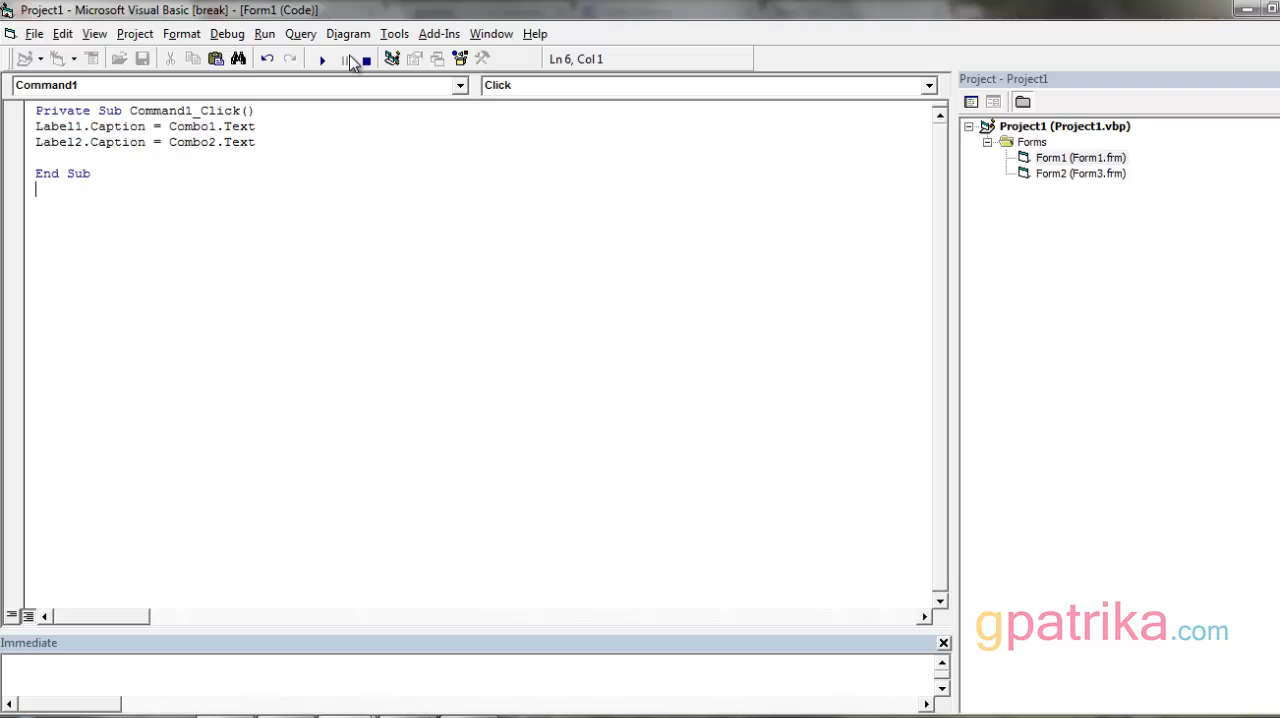 Project1 - Microsoft Visual Basic [break] - [Form1 (Code)]
File Edit View Project Format Debug Run Query Diagram Tools Add-Ins Window Help
Ln 6, Col 1
Command1
Click
Private Sub Command1_Click()
Label1.Caption = Combo1.Text
Label2.Caption = Combo2.Text
End Sub
Immediate
Project - Project1
Project1 (Project1.vbp)
Forms
Form1 (Form1.frm)
Form2 (Form3.frm)
gpatrika.com